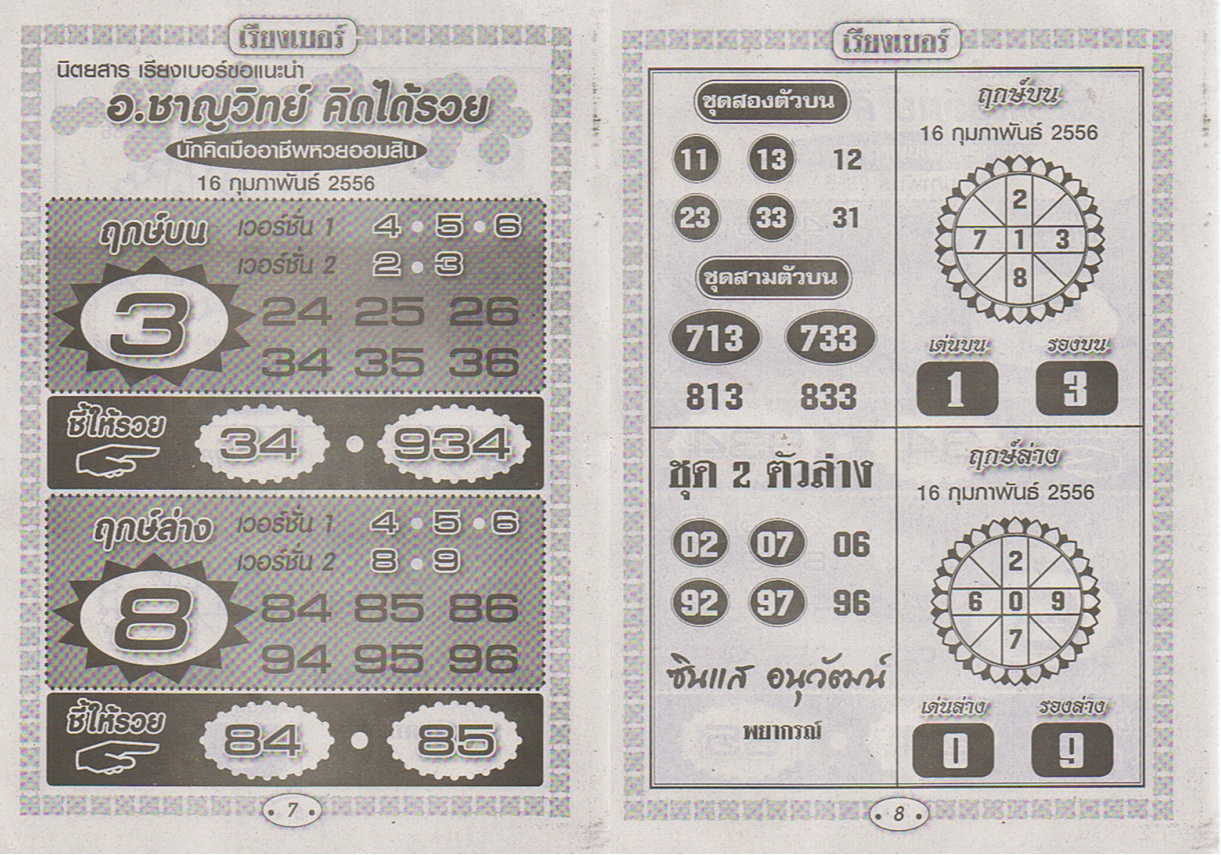 เรียงเบอร์
นิตยสาร เรียงเบอร์ขอแนะนำ
อ.ชาญวิทย์ คิดได้รวย
นักคิดมืออาชีพหวยออมสิน
16 กุมภาพันธ์ 2556
ฤกษ์บน เวอร์ชั่น 1 4 • 5 • 6
เวอร์ชั่น 2 2 • 3
3
24 25 26
34 35 36
ชี้ให้รวย 34 • 934
ฤกษ์ล่าง เวอร์ชั่น 1 4 • 5 • 6
เวอร์ชั่น 2 8 • 9
8
84 85 86
94 95 96
ชี้ให้รวย 84 • 85
• 7 •
เรียงเบอร์
ชุดสองตัวบน
11 13 12
23 33 31
ชุดสามตัวบน
713 733
813 833
ฤกษ์บน
16 กุมภาพันธ์ 2556
2
7 1 3
8
เด่นบน รองบน
1 3
ชุด 2 ตัวล่าง
02 07 06
92 97 96
ซินแส อนุวัฒน์
พยากรณ์
ฤกษ์ล่าง
16 กุมภาพันธ์ 2556
2
6 0 9
7
เด่นล่าง รองล่าง
0 9
• 8 •